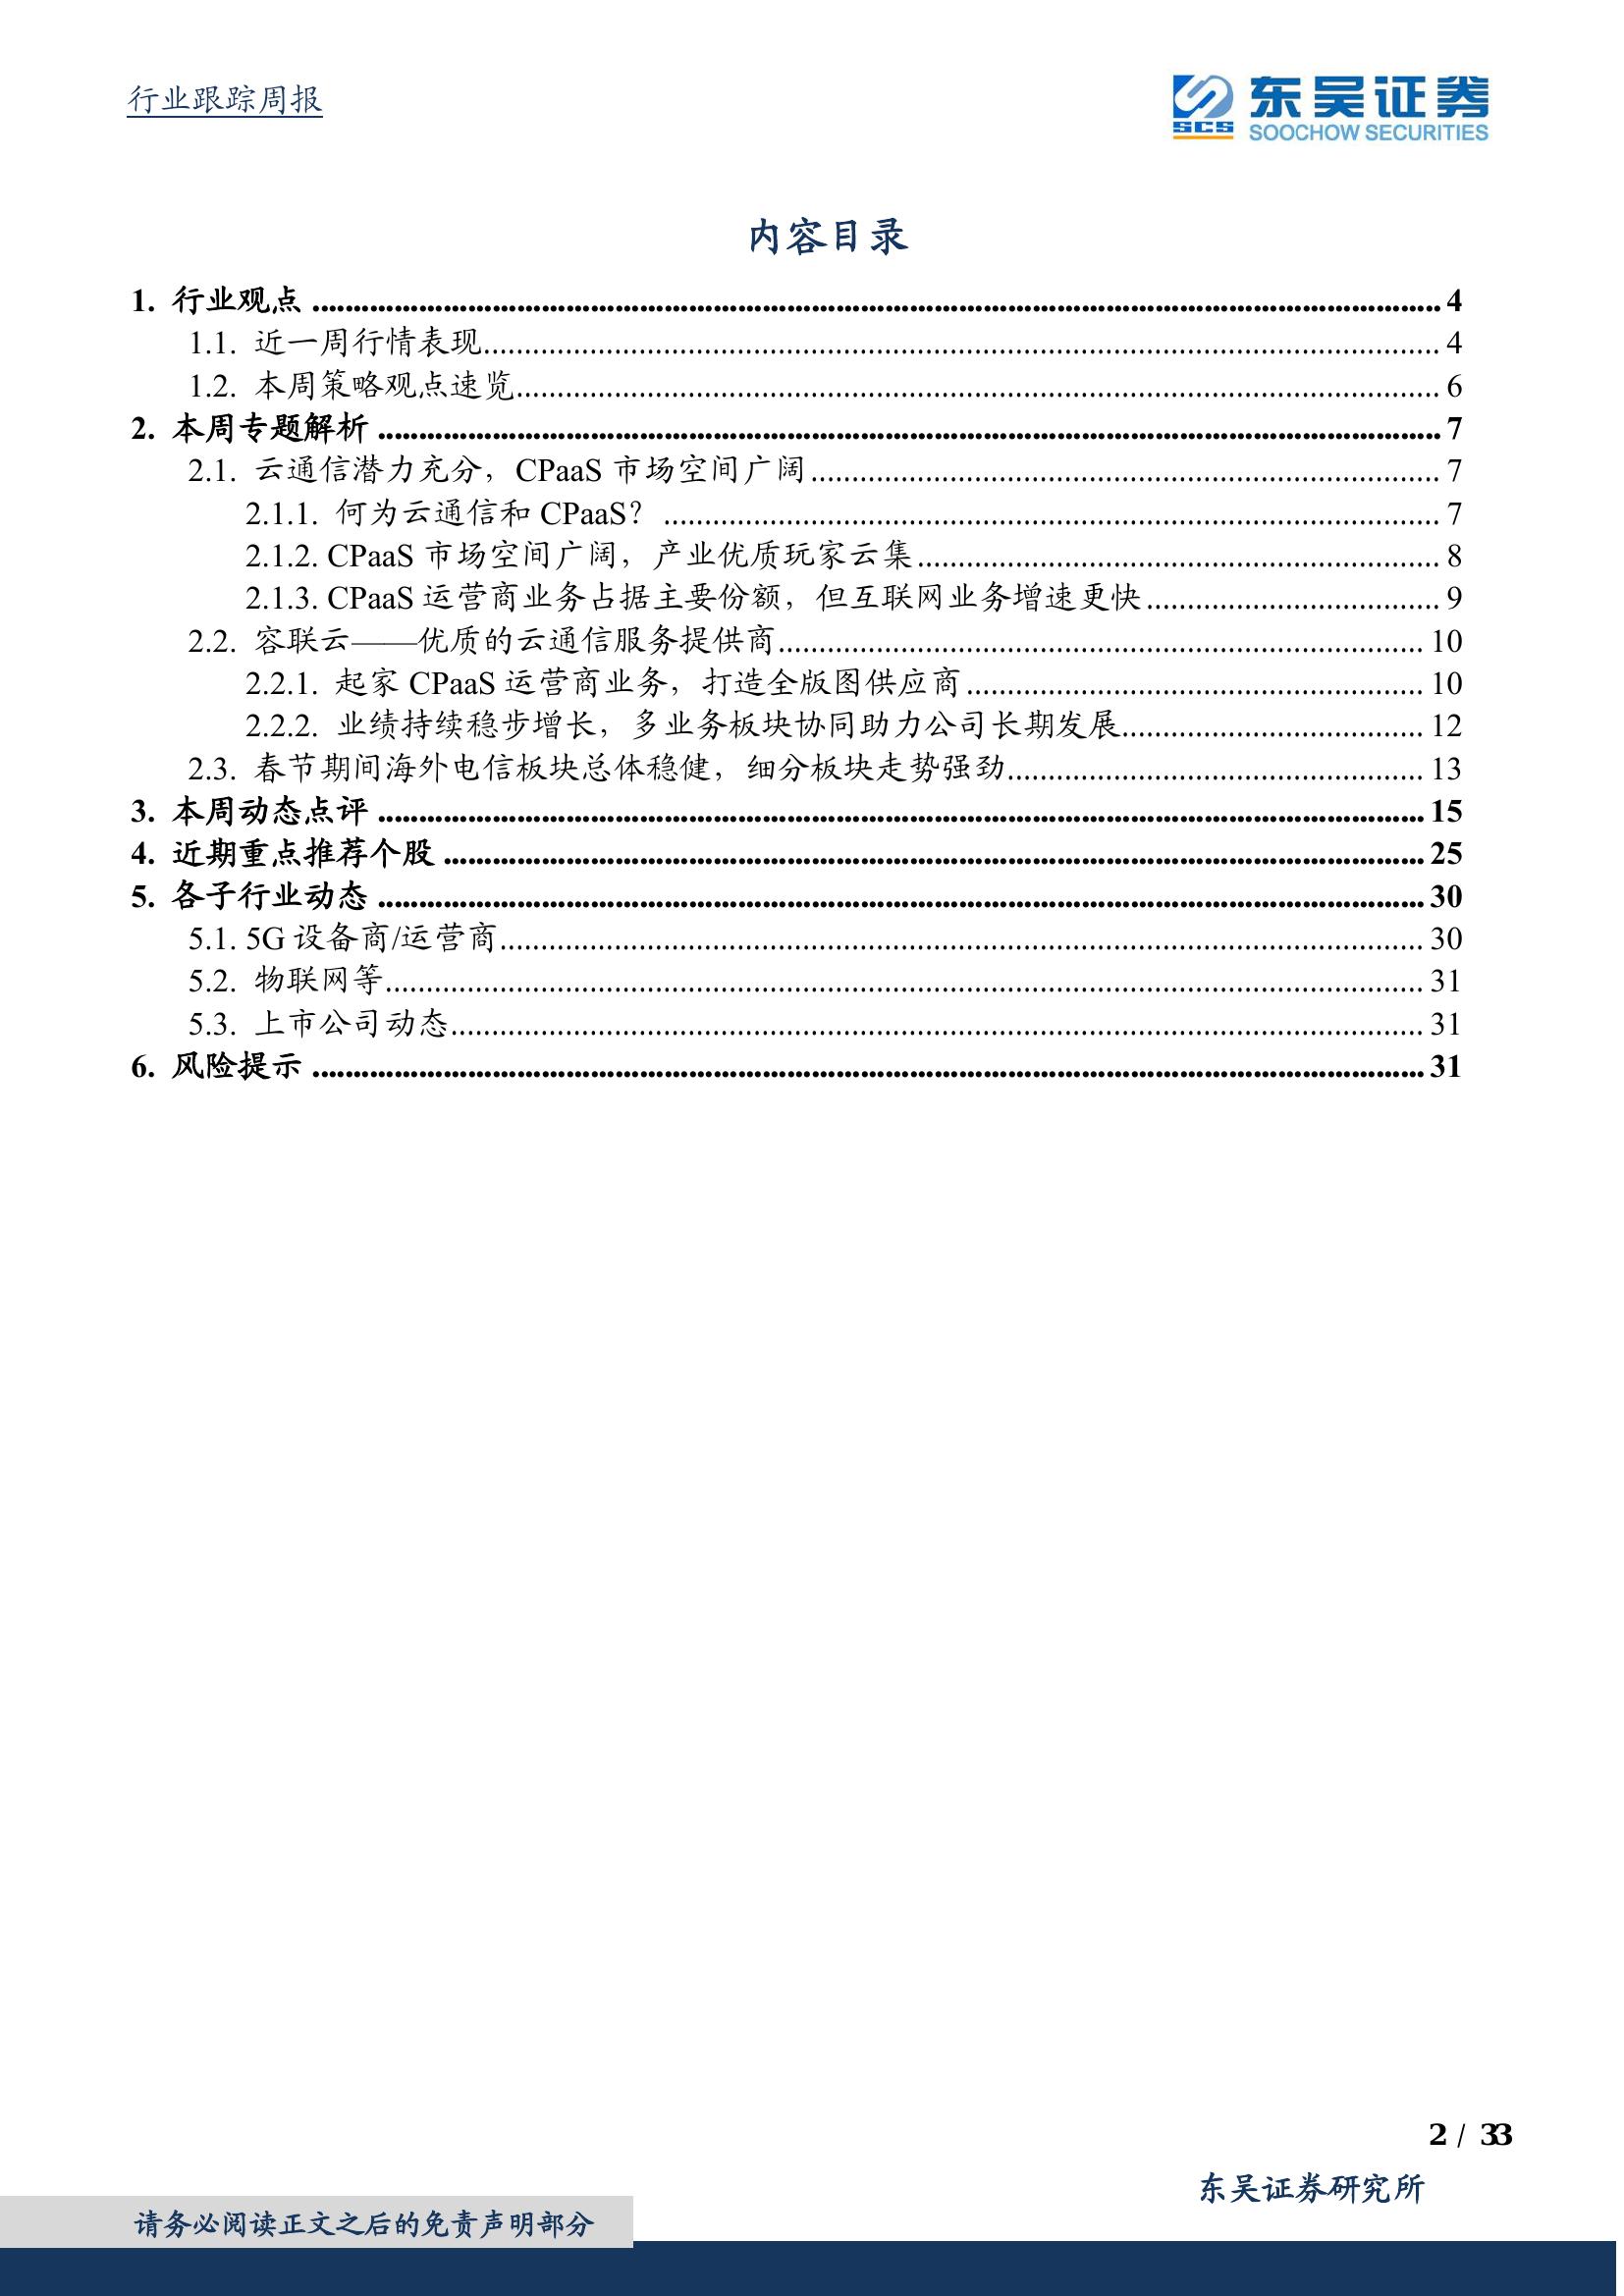 行业跟踪周报
SCS 东吴证券
SOOCHOW SECURITIES
内容目录
1. 行业观点 4
1.1. 近一周行情表现 4
1.2. 本周策略观点速览 6
2. 本周专题解析 7
2.1. 云通信潜力充分，CPaaS 市场空间广阔 7
2.1.1. 何为云通信和 CPaaS？ 7
2.1.2. CPaaS 市场空间广阔，产业优质玩家云集 8
2.1.3. CPaaS 运营商业务占据主要份额，但互联网业务增速更快 9
2.2. 容联云——优质的云通信服务提供商 10
2.2.1. 起家 CPaaS 运营商业务，打造全版图供应商 10
2.2.2. 业绩持续稳步增长，多业务板块协同助力公司长期发展 12
2.3. 春节期间海外电信板块总体稳健，细分板块走势强劲 13
3. 本周动态点评 15
4. 近期重点推荐个股 25
5. 各子行业动态 30
5.1. 5G 设备商/运营商 30
5.2. 物联网等 31
5.3. 上市公司动态 31
6. 风险提示 31
2 / 33
东吴证券研究所
请务必阅读正文之后的免责声明部分